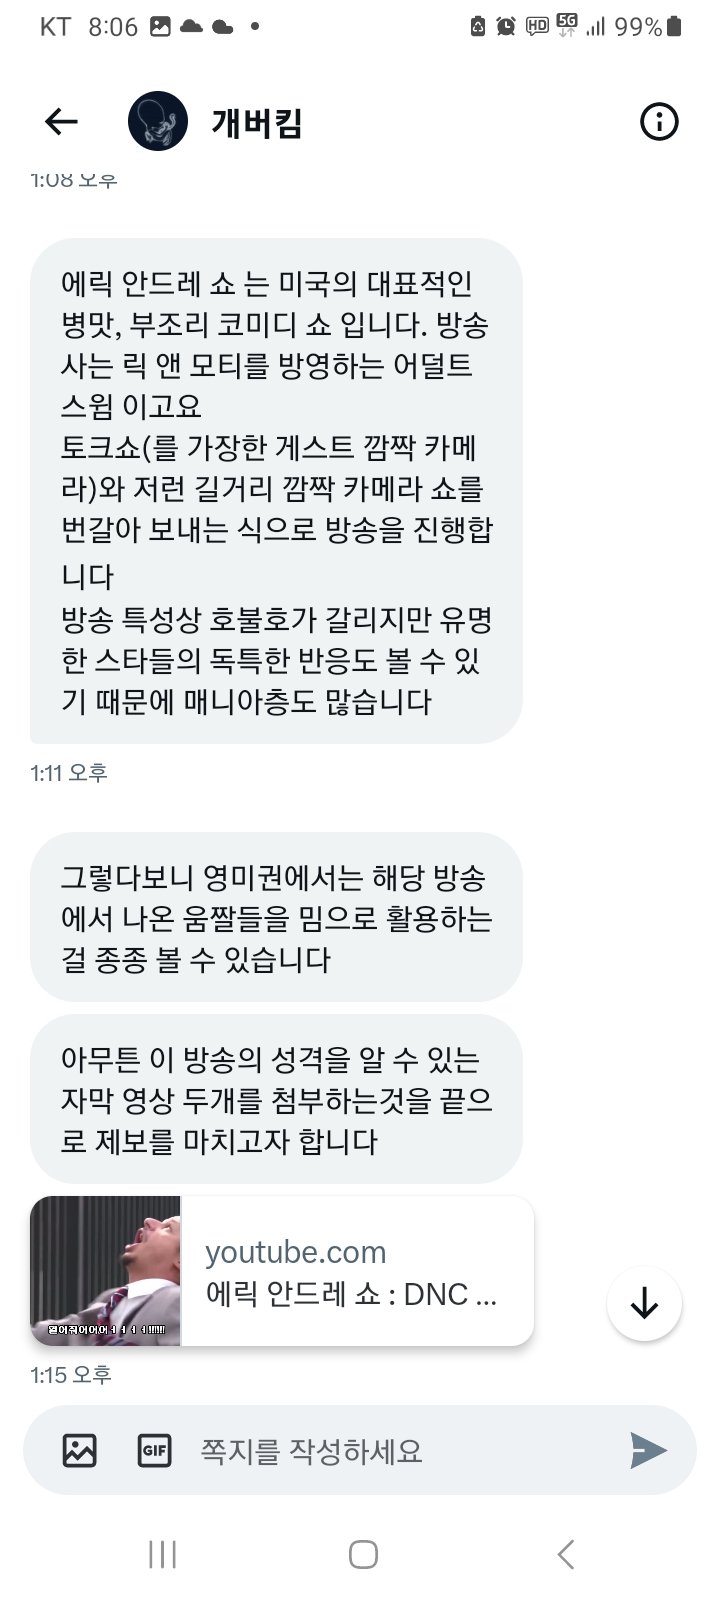 KT 8:06 HD 5G 99%
개버킴
1:08 오후
에릭 안드레 쇼 는 미국의 대표적인
병맛, 부조리 코미디 쇼 입니다. 방송
사는 릭 앤 모티를 방영하는 어덜트
스윔 이고요
토크쇼(를 가장한 게스트 깜짝 카메
라)와 저런 길거리 깜짝 카메라 쇼를
번갈아 보내는 식으로 방송을 진행합
니다
방송 특성상 호불호가 갈리지만 유명
한 스타들의 독특한 반응도 볼 수 있
기 때문에 매니아층도 많습니다
1:11 오후
그렇다보니 영미권에서는 해당 방송
에서 나온 움짤들을 밈으로 활용하는
걸 종종 볼 수 있습니다
아무튼 이 방송의 성격을 알 수 있는
자막 영상 두개를 첨부하는것을 끝으
로 제보를 마치고자 합니다
youtube.com
에릭 안드레 쇼 : DNC ...
1:15 오후
GIF 쪽지를 작성하세요